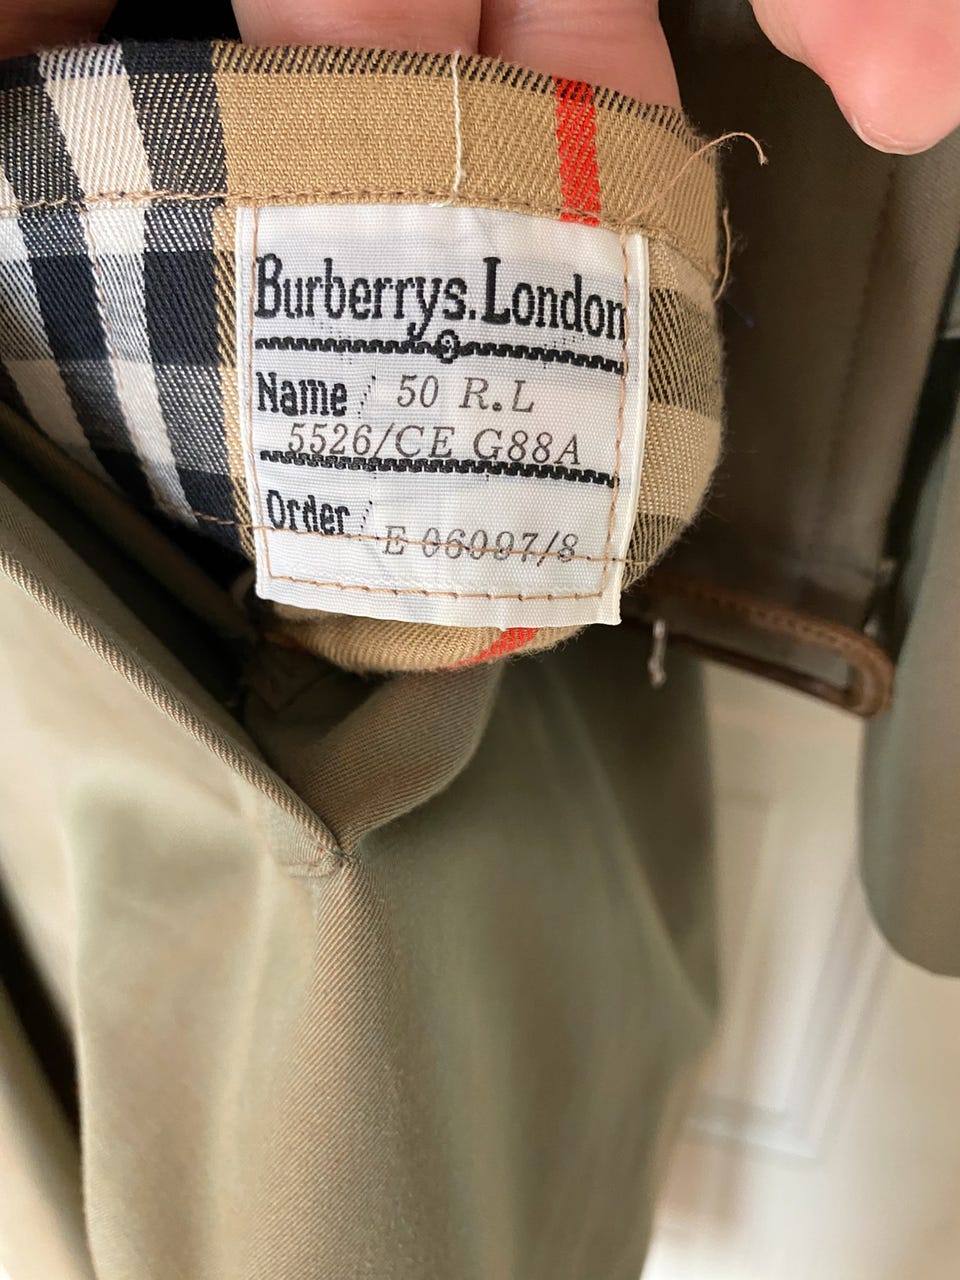 Burberrys. London
Name 50 R.L
5526/CE G88A
Order E 06097/8